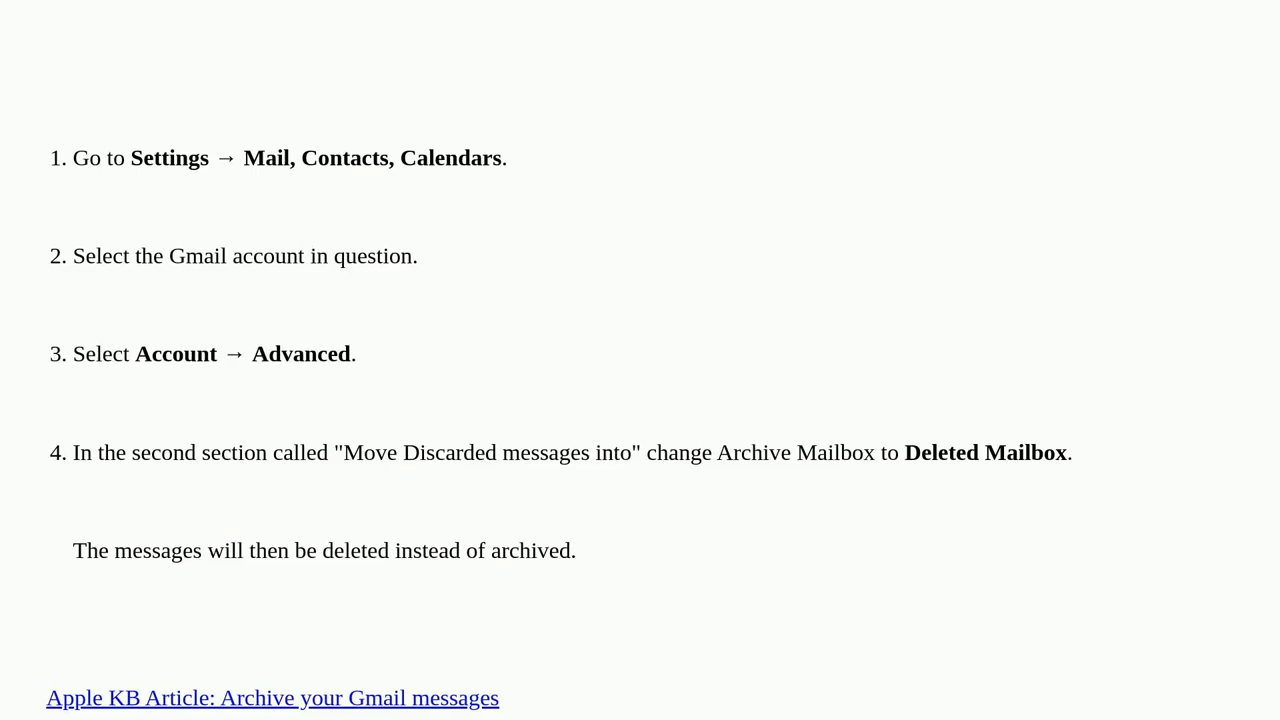 1. Go to Settings → Mail, Contacts, Calendars.
2. Select the Gmail account in question.
3. Select Account → Advanced.
4. In the second section called "Move Discarded messages into" change Archive Mailbox to Deleted Mailbox.
The messages will then be deleted instead of archived.
Apple KB Article: Archive your Gmail messages